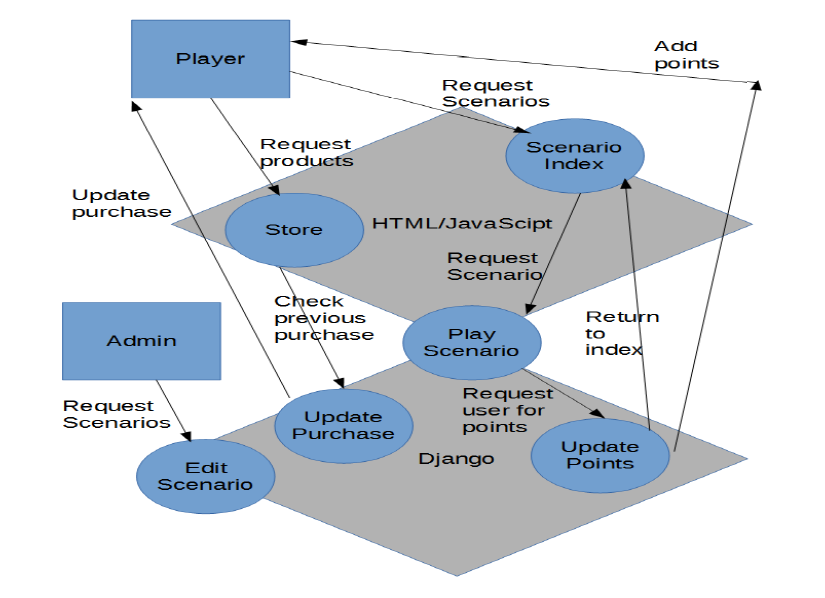 Player
Add
points
Request
Scenarios
Scenario
Index
Request
products
Update
purchase
Store
HTML/JavaScipt
Request
Scenario
Check
previous
purchase
Admin
Play
Scenario
Return
to
index
Request
Scenarios
Request
user for
points
Update
Purchase
Update
Points
Django
Edit
Scenario